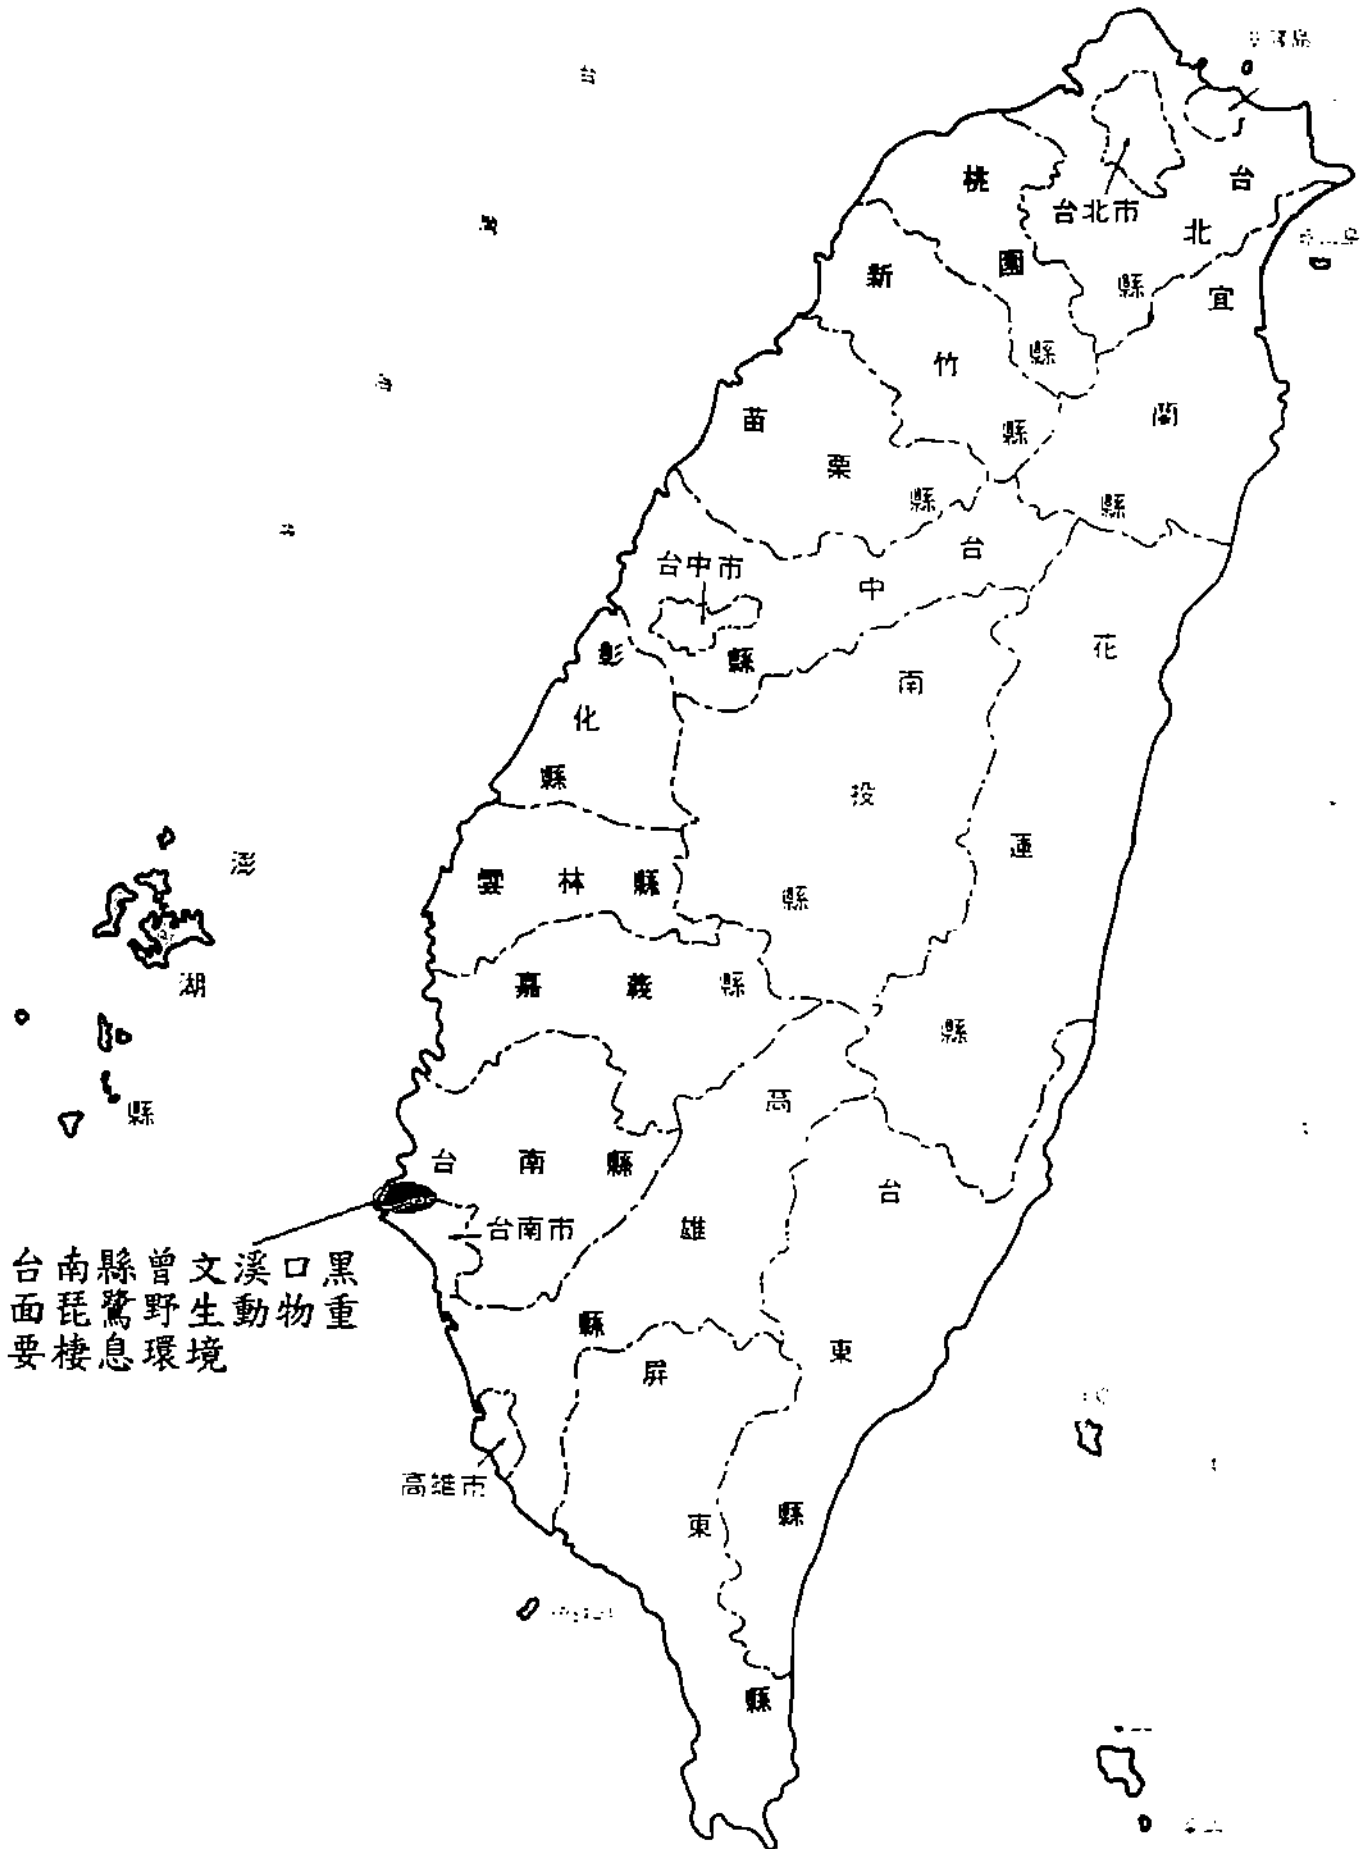 台
灣
海
桃
園
縣
台北市
台
北
縣
新
竹
縣
宜
蘭
縣
苗
栗
縣
台中市
台
中
縣
彰
化
縣
南
投
縣
花
蓮
縣
雲林縣
嘉義縣
澎
湖
縣
台南縣
台南市
高
雄
縣
台
東
縣
屏
東
縣
高雄市
台南縣曾文溪口黑
面琵鷺野生動物重
要棲息環境